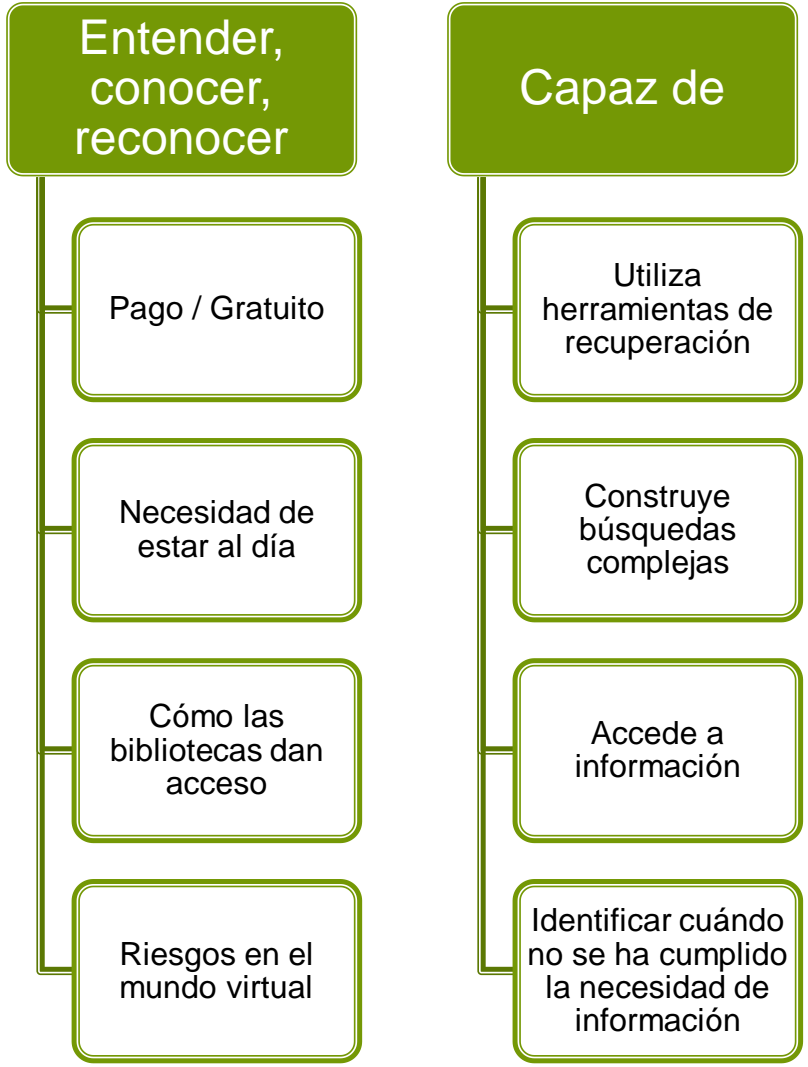 Entender,
conocer,
reconocer
Pago / Gratuito
Necesidad de
estar al día
Cómo las
bibliotecas dan
acceso
Riesgos en el
mundo virtual
Capaz de
Utiliza
herramientas de
recuperación
Construye
búsquedas
complejas
Accede a
información
Identificar cuándo
no se ha cumplido
la necesidad de
información